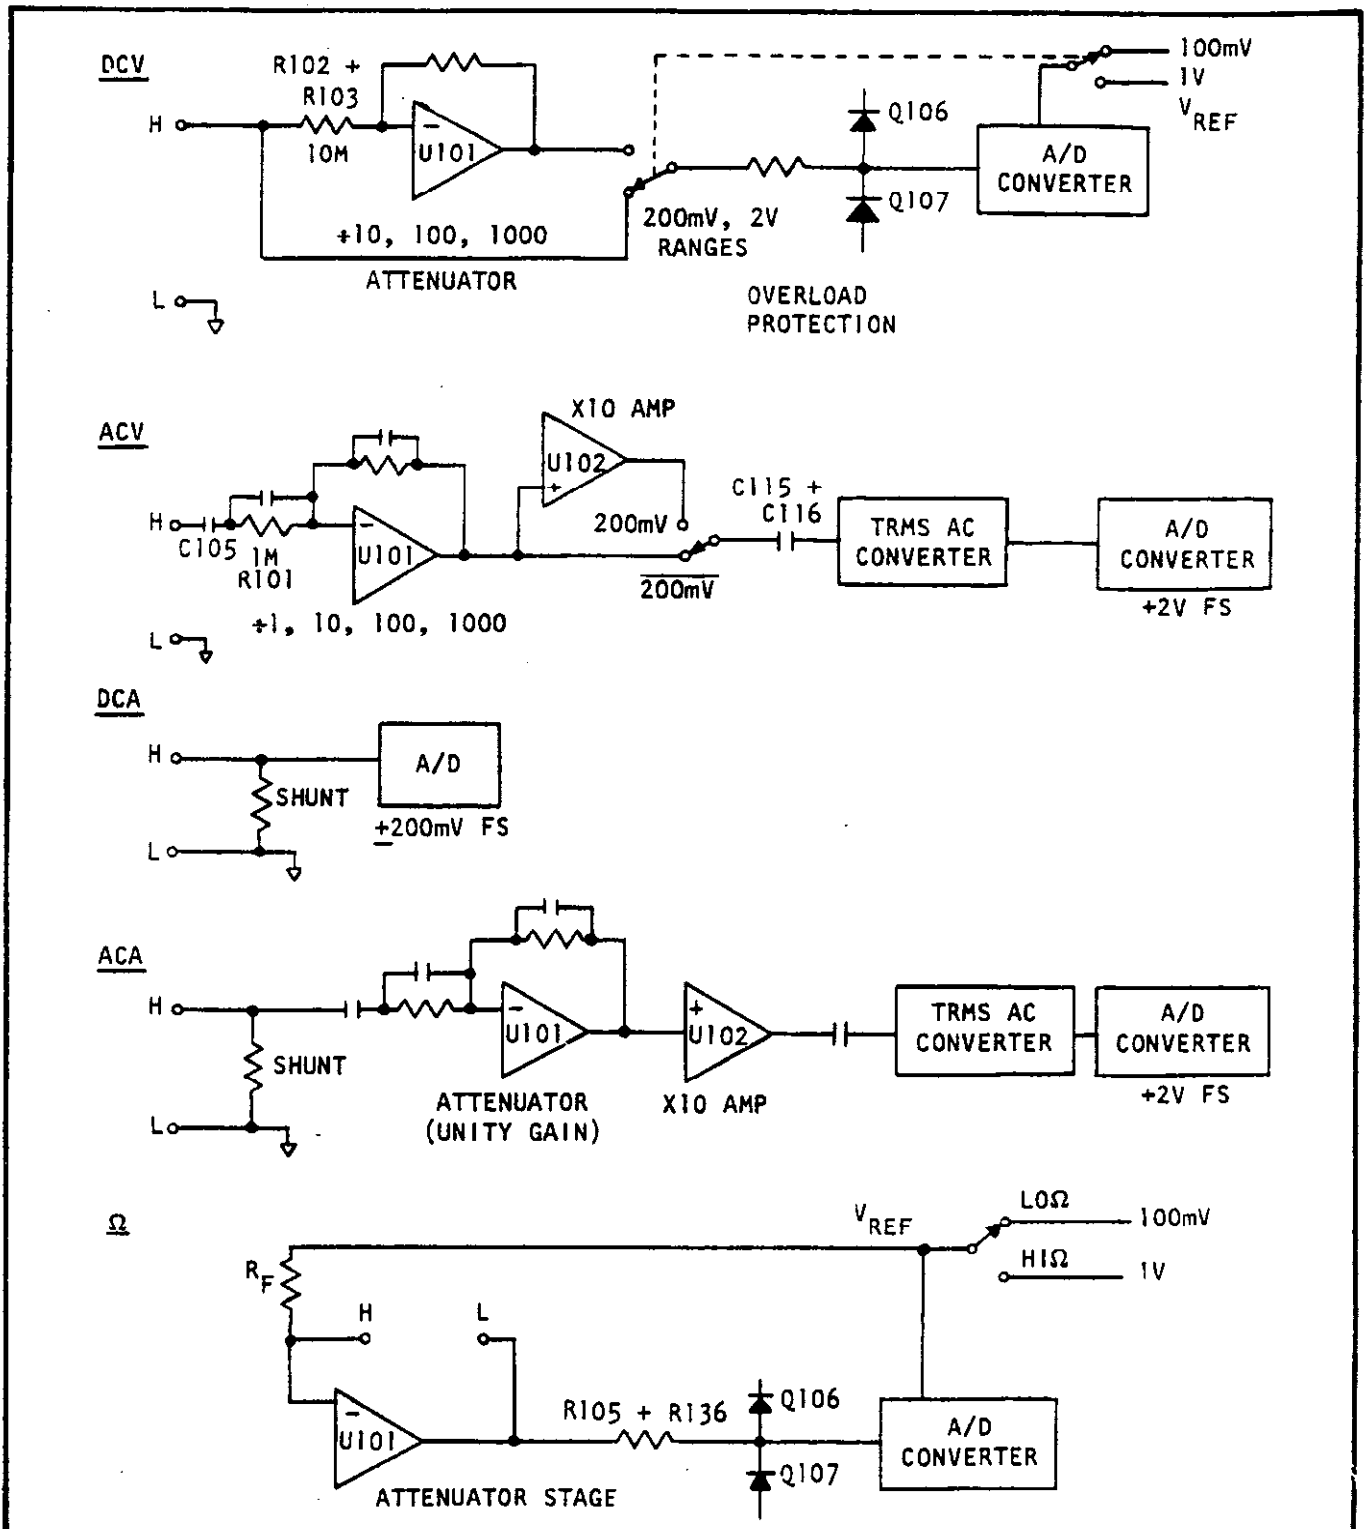 DCV
R102 +
R103
H
10M
-
U101
+10, 100, 1000
ATTENUATOR
L
200mV, 2V
RANGES
Q106
Q107
OVERLOAD
PROTECTION
A/D
CONVERTER
100mV
1V
VREF
ACV
H
C105
1M
R101
-
U101
+1, 10, 100, 1000
L
X10 AMP
U102
+
200mV
200mV
C115 +
C116
TRMS AC
CONVERTER
A/D
CONVERTER
+2V FS
DCA
H
SHUNT
L
A/D
±200mV FS
ACA
H
SHUNT
L
-
U101
ATTENUATOR
(UNITY GAIN)
+
U102
X10 AMP
TRMS AC
CONVERTER
A/D
CONVERTER
+2V FS
Ω
RF
H
L
-
U101
ATTENUATOR STAGE
R105 + R136
Q106
Q107
VREF
LOΩ
100mV
HIΩ
1V
A/D
CONVERTER